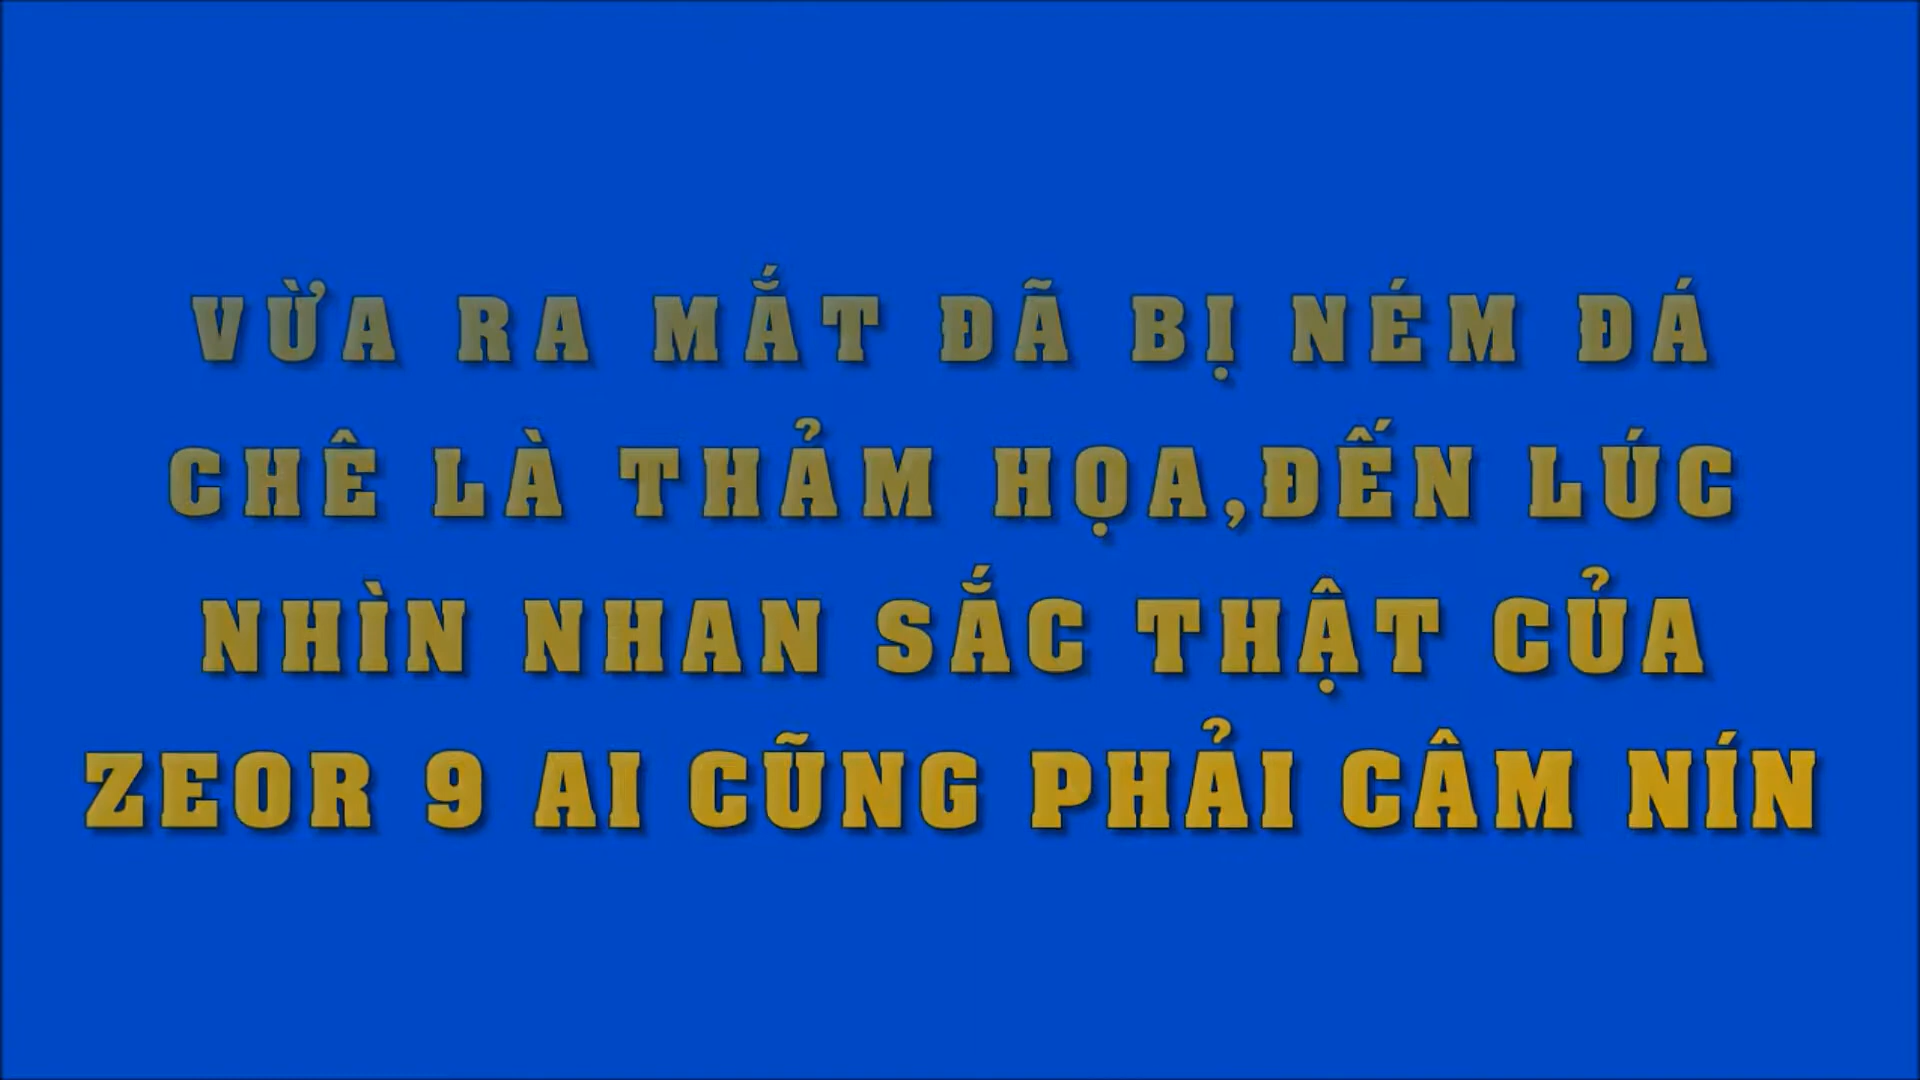 VỪA RA MẮT ĐÃ BỊ NÉM ĐÁ
CHÊ LÀ THẢM HỌA,ĐẾN LÚC
NHÌN NHAN SẮC THẬT CỦA
ZEOR 9 AI CŨNG PHẢI CÂM NÍN